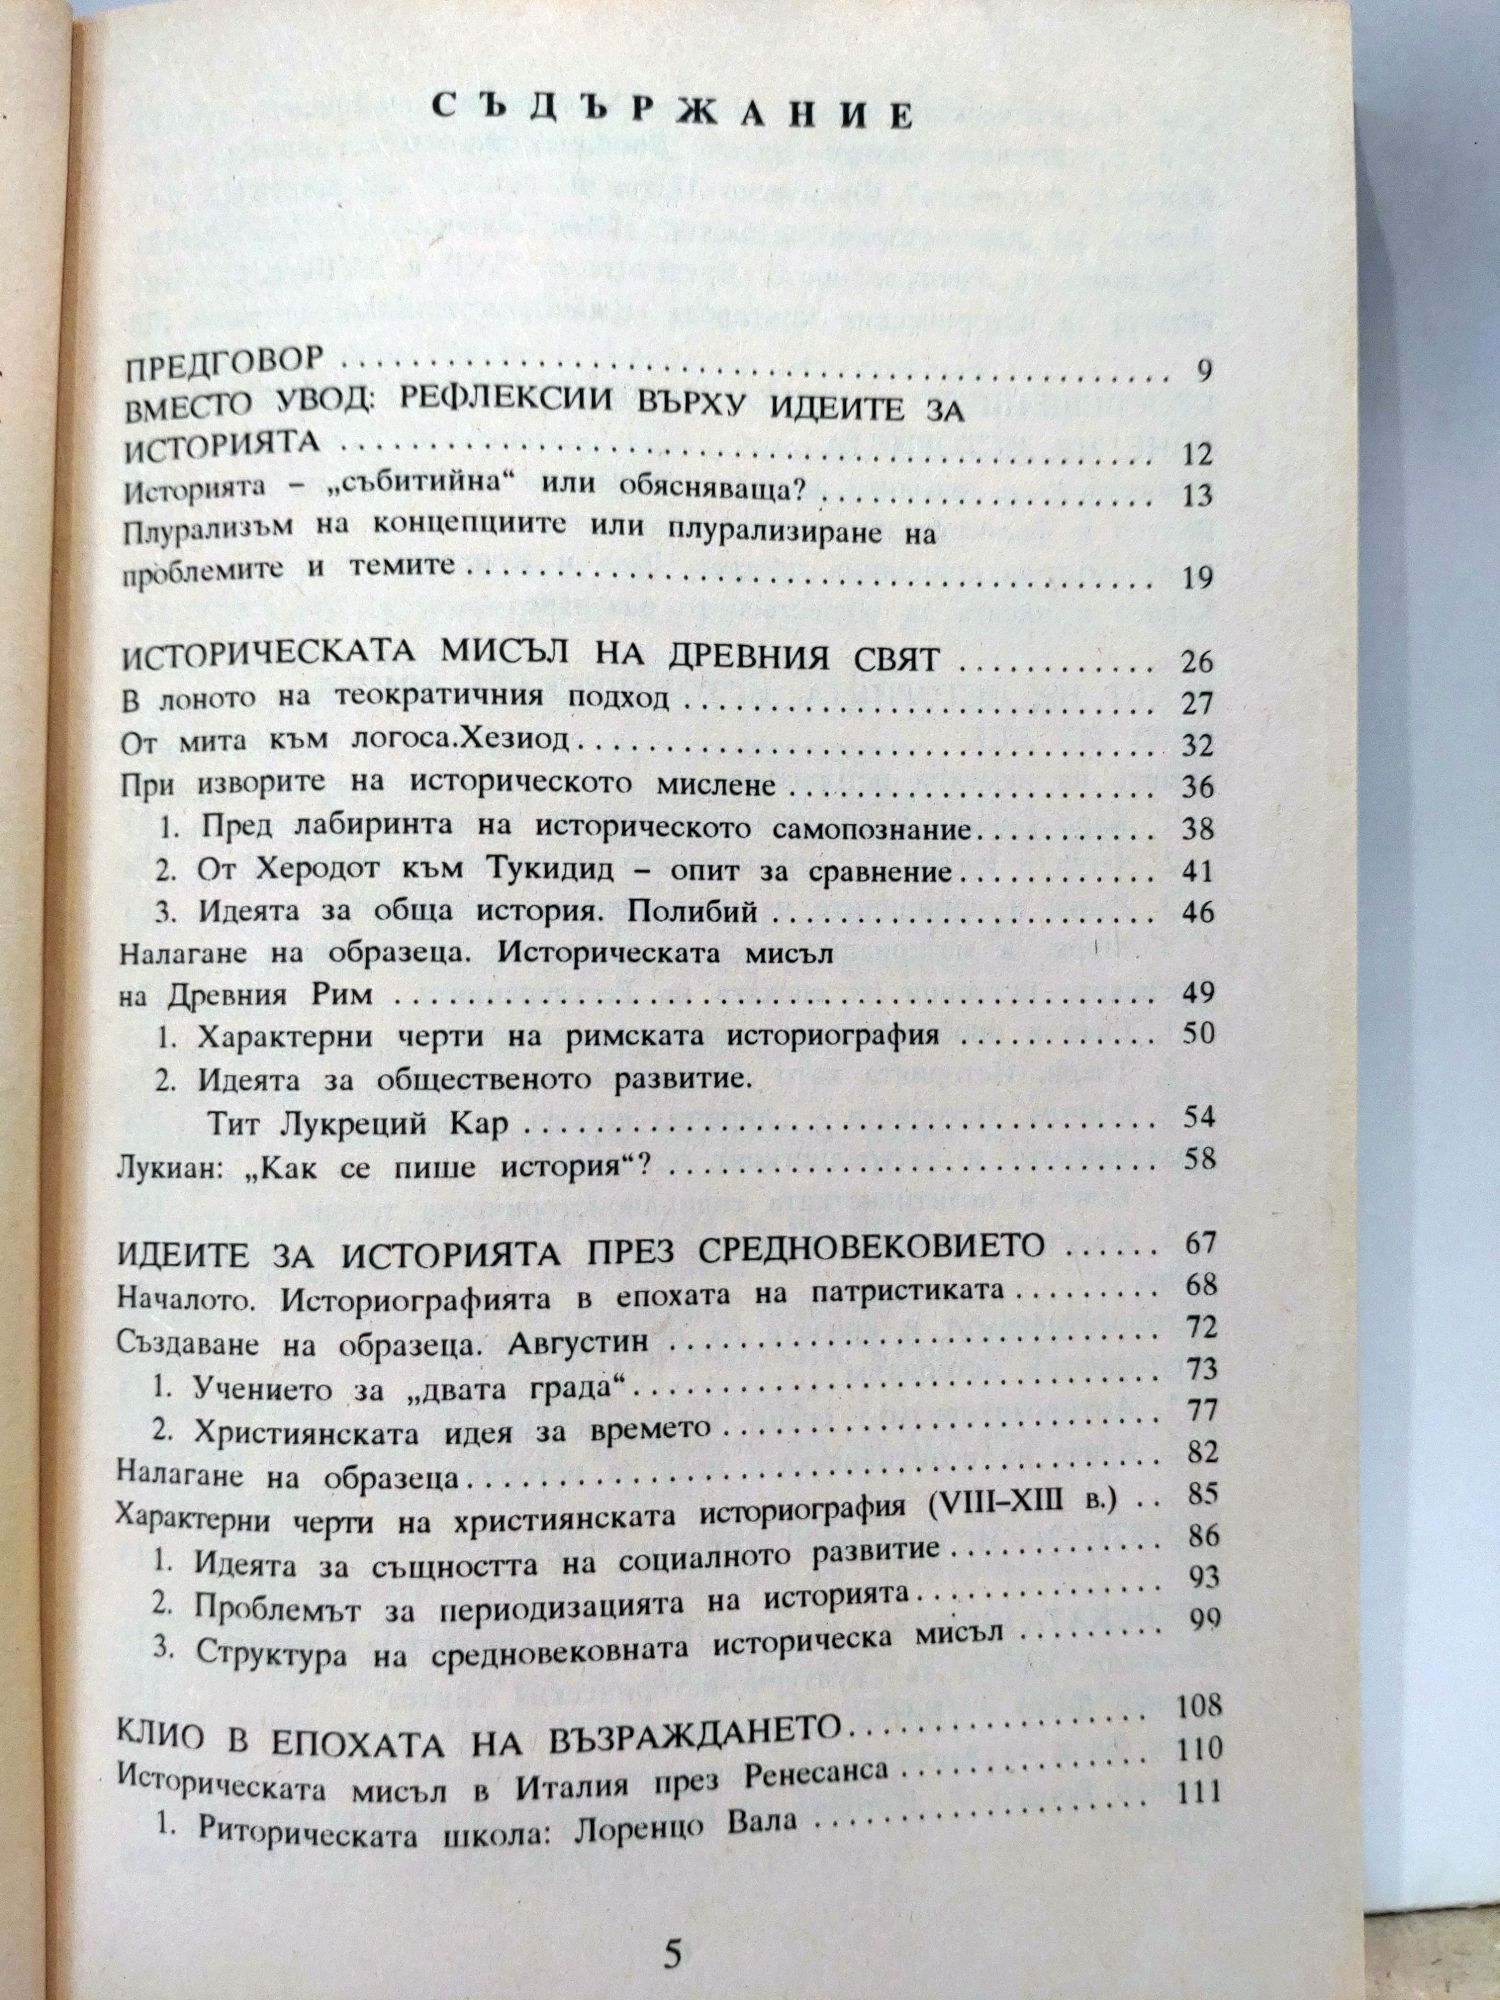 СЪДЪРЖАНИЕ
ПРЕДГОВОР . . . . . . . . . . . . . . . . . . . . 9
ВМЕСТО УВОД: РЕФЛЕКСИИ ВЪРХУ ИДЕИТЕ ЗА
ИСТОРИЯТА . . . . . . . . . . . . . . . . . . . . 12
Историята – „събитийна“ или обясняваща? . . . . . . . . . . 13
Плурализъм на концепциите или плурализиране на
проблемите и темите . . . . . . . . . . . . . . . . . . . . 19
ИСТОРИЧЕСКАТА МИСЪЛ НА ДРЕВНИЯ СВЯТ . . . . . . . . . . 26
В лоното на теократичния подход . . . . . . . . . . . . . . . 27
От мита към логоса.Хезиод . . . . . . . . . . . . . . . . . . 32
При изворите на историческото мислене . . . . . . . . . . . . 36
1. Пред лабиринта на историческото самопознание . . . . . . . . 38
2. От Херодот към Тукидид – опит за сравнение . . . . . . . . . 41
3. Идеята за обща история. Полибий . . . . . . . . . . . . . . 46
Налагане на образеца. Историческата мисъл
на Древния Рим . . . . . . . . . . . . . . . . . . . . 49
1. Характерни черти на римската историография . . . . . . . . . 50
2. Идеята за общественото развитие.
Тит Лукреций Кар . . . . . . . . . . . . . . . . . . . . 54
Лукиан: „Как се пише история“? . . . . . . . . . . . . . . . 58
ИДЕИТЕ ЗА ИСТОРИЯТА ПРЕЗ СРЕДНОВЕКОВИЕТО . . . . . . 67
Началото. Историографията в епохата на патристиката . . . . . . 68
Създаване на образеца. Августин . . . . . . . . . . . . . . . 72
1. Учението за „двата града“ . . . . . . . . . . . . . . . . . 73
2. Християнската идея за времето . . . . . . . . . . . . . . . 77
Налагане на образеца . . . . . . . . . . . . . . . . . . . . 82
Характерни черти на християнската историография (VIII–XIII в.) . . 85
1. Идеята за същността на социалното развитие . . . . . . . . . 86
2. Проблемът за периодизацията на историята . . . . . . . . . . 93
3. Структура на средновековната историческа мисъл . . . . . . . 99
КЛИО В ЕПОХАТА НА ВЪЗРАЖДАНЕТО . . . . . . . . . . . . 108
Историческата мисъл в Италия през Ренесанса . . . . . . . . . 110
1. Риторическата школа: Лоренцо Вала . . . . . . . . . . . . . 111
5